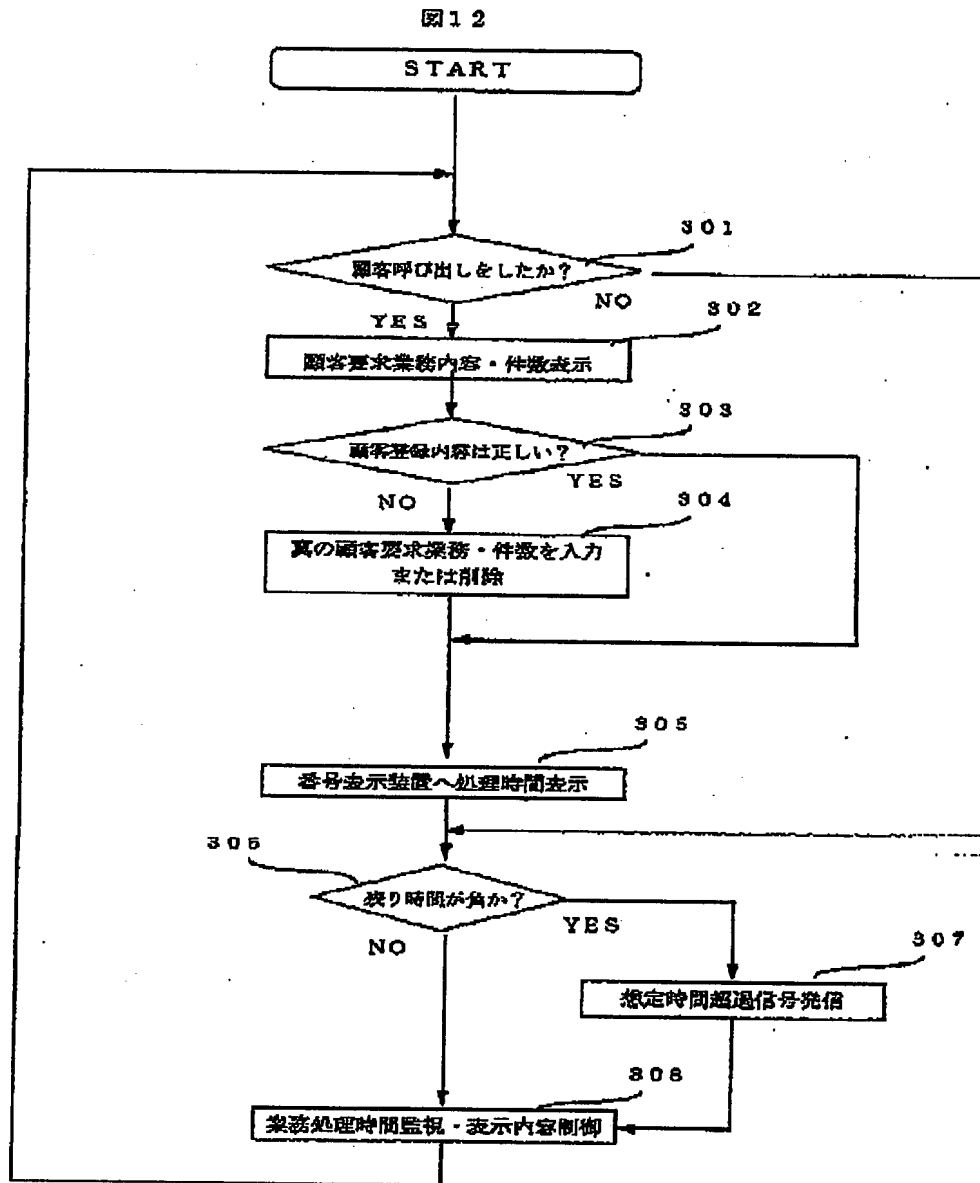 図12
START
301
顧客呼び出しをしたか?
NO
YES
302
顧客要求業務内容・件数表示
303
顧客登録内容は正しい?
YES
NO
304
真の顧客要求業務・件数を入力
または削除
305
番号表示装置へ処理時間表示
306
残り時間が負か?
YES
NO
307
想定時間超過信号発信
308
業務処理時間監視・表示内容制御